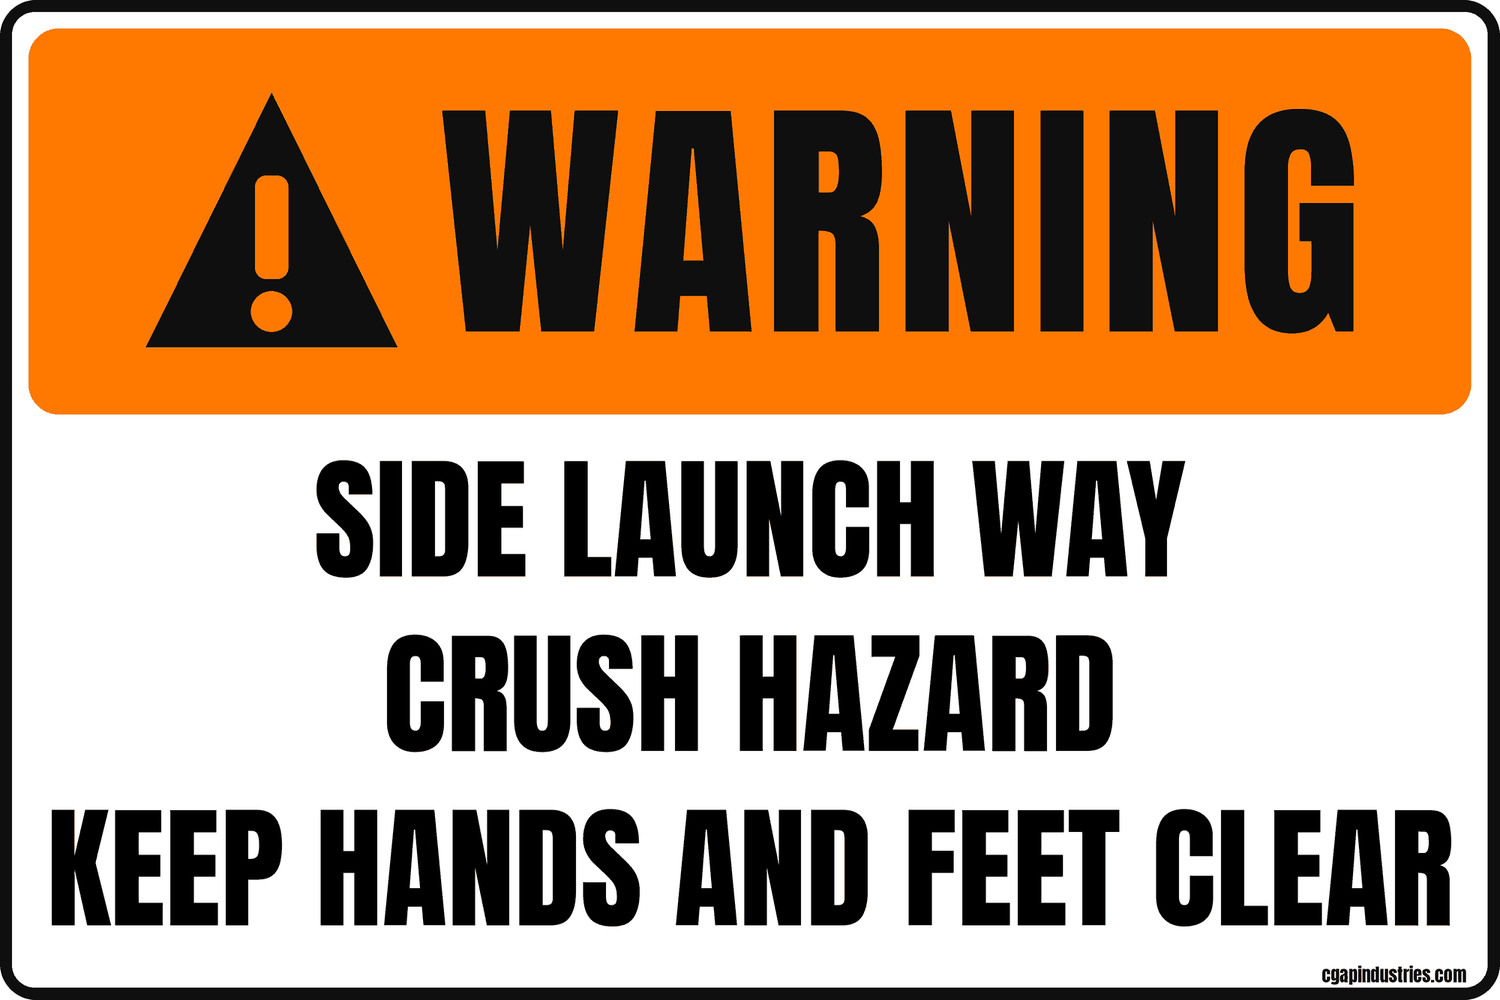 WARNING
SIDE LAUNCH WAY
CRUSH HAZARD
KEEP HANDS AND FEET CLEAR
cgapindustries.com